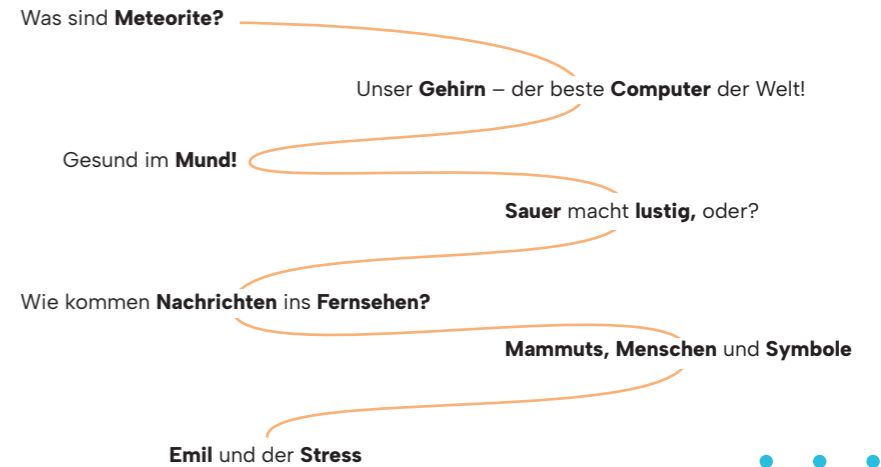 Was sind Meteorite?
Unser Gehirn – der beste Computer der Welt!
Gesund im Mund!
Sauer macht lustig, oder?
Wie kommen Nachrichten ins Fernsehen?
Mammuts, Menschen und Symbole
Emil und der Stress